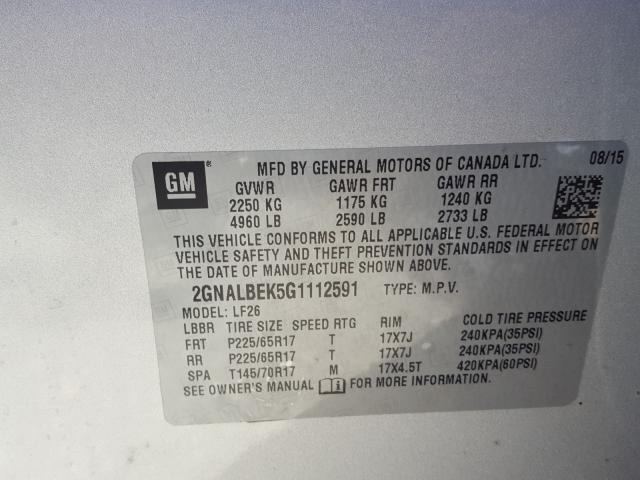 GM ® MFD BY GENERAL MOTORS OF CANADA LTD. 08/15
GVWR GAWR FRT GAWR RR
2250 KG 1175 KG 1240 KG
4960 LB 2590 LB 2733 LB
THIS VEHICLE CONFORMS TO ALL APPLICABLE U.S. FEDERAL MOTOR
VEHICLE SAFETY AND THEFT PREVENTION STANDARDS IN EFFECT ON
THE DATE OF MANUFACTURE SHOWN ABOVE.
2GNALBEK5G1112591 TYPE: M.P.V.
MODEL: LF26
LBBR TIRE SIZE SPEED RTG RIM COLD TIRE PRESSURE
FRT P225/65R17 T 17X7J 240KPA(35PSI)
RR P225/65R17 T 17X7J 240KPA(35PSI)
SPA T145/70R17 M 17X4.5T 420KPA(60PSI)
SEE OWNER'S MANUAL FOR MORE INFORMATION.